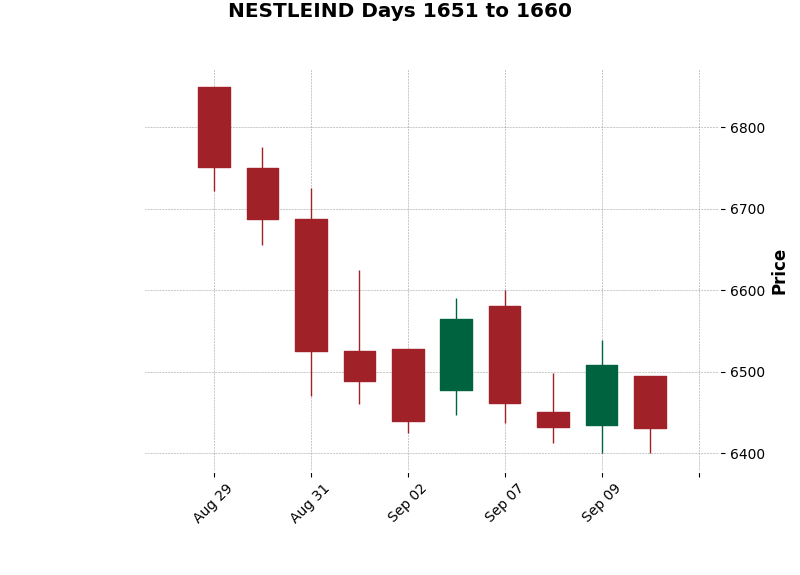 NESTLEIND Days 1651 to 1660
6800
6700
6600
6500
6400
Price
Aug 29
Aug 31
Sep 02
Sep 07
Sep 09